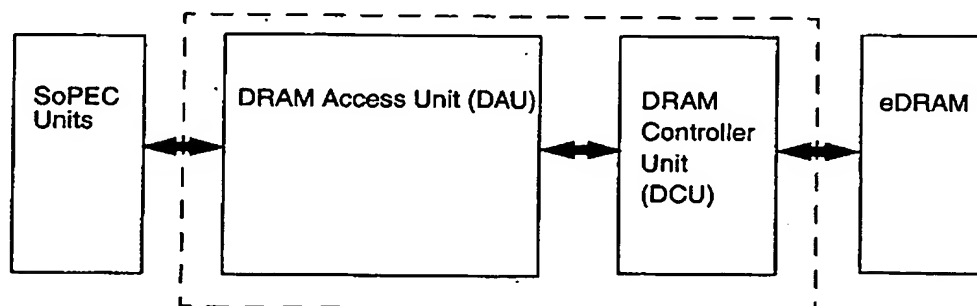 SoPEC
Units
DRAM Access Unit (DAU)
DRAM
Controller
Unit
(DCU)
eDRAM